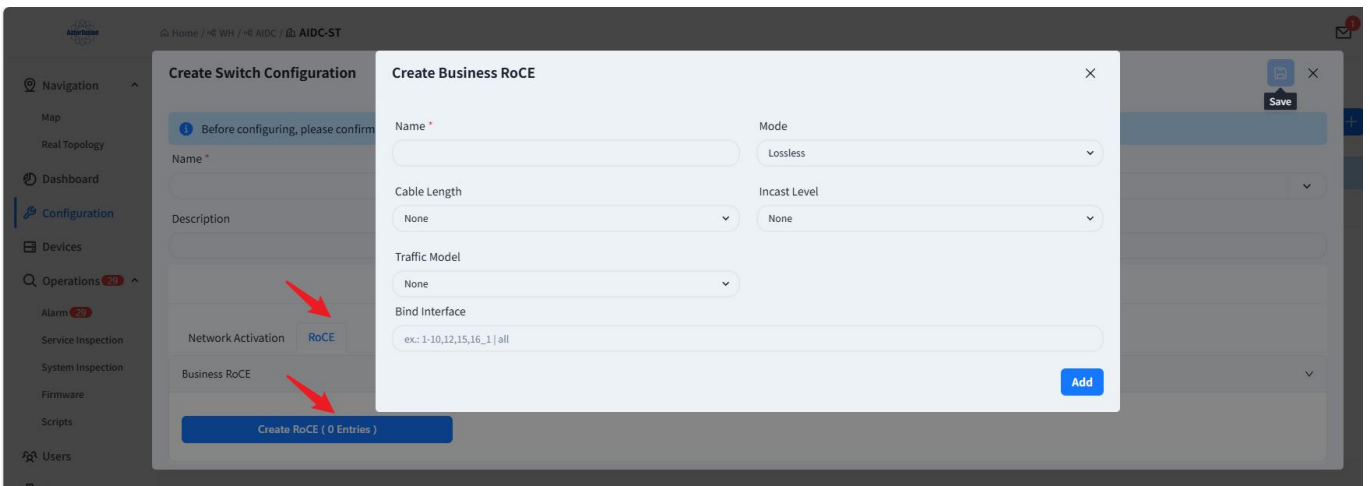 Asterfusion
Home / WH / AIDC / AIDC-ST
1
Navigation
Map
Real Topology
Dashboard
Configuration
Devices
Operations 29
Alarm 29
Service Inspection
System Inspection
Firmware
Scripts
Users
Create Switch Configuration
Save
Before configuring, please confirm
Name *
Description
Network Activation RoCE
Business RoCE
Create RoCE ( 0 Entries )
Create Business RoCE
Name * Mode
Lossless
Cable Length Incast Level
None None
Traffic Model
None
Bind Interface
ex.: 1-10,12,15,16_1 | all
Add